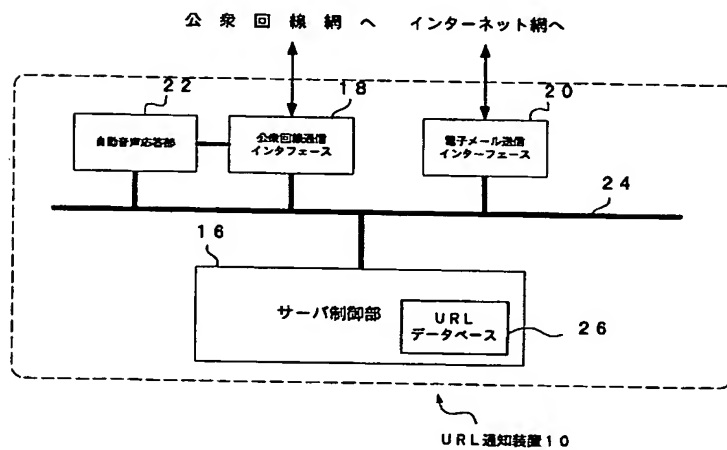 公衆回線網へ
インターネット網へ
22
18
20
自動音声応答部
公衆回線通信
インタフェース
電子メール送信
インターフェース
24
16
サーバ制御部
URL
データベース
26
URL通知装置10